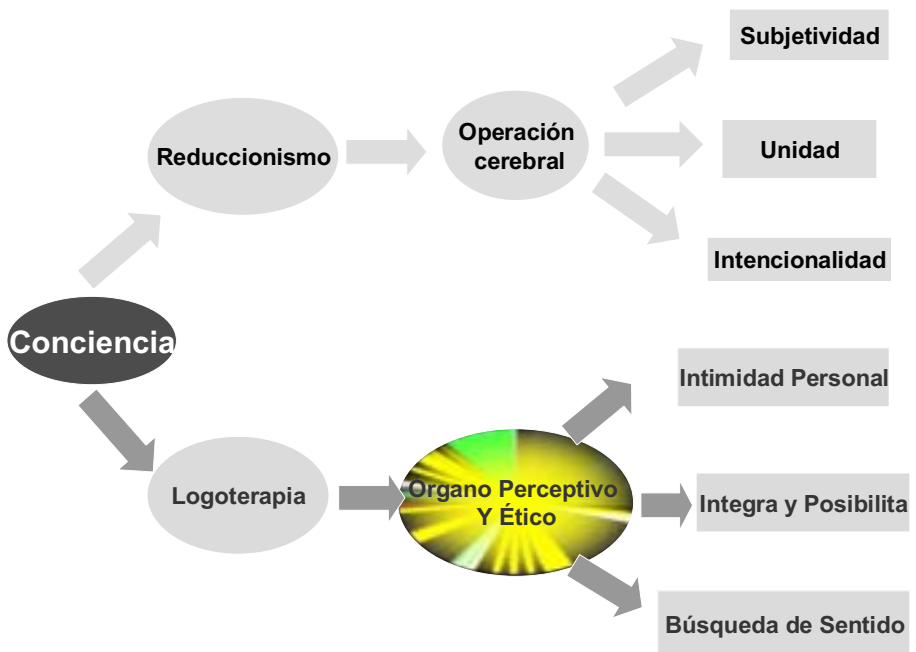 Subjetividad
Operación
cerebral
Reduccionismo
Unidad
Intencionalidad
Conciencia
Intimidad Personal
Logoterapia
Organo Perceptivo
Y Ético
Integra y Posibilita
Búsqueda de Sentido